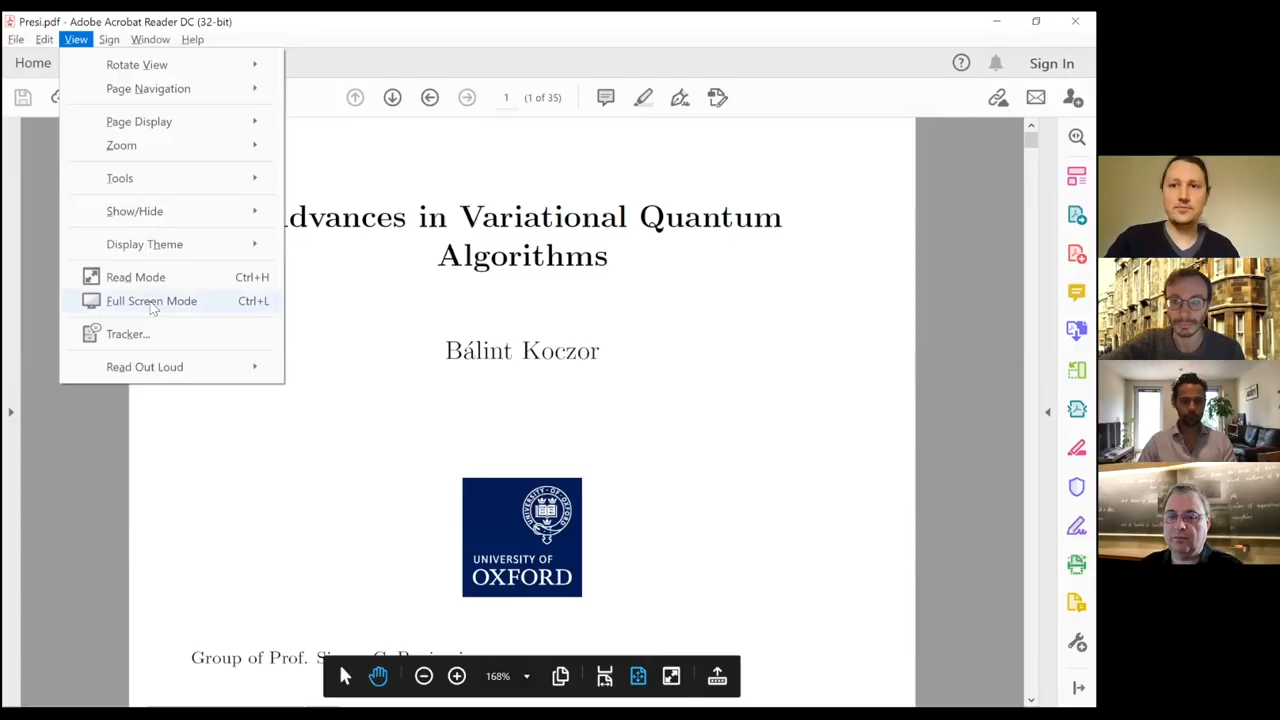 Presi.pdf - Adobe Acrobat Reader DC (32-bit)
File Edit View Sign Window Help
Home
Sign In
1 (1 of 35)
Rotate View
Page Navigation
Page Display
Zoom
Tools
Show/Hide
Display Theme
Read Mode Ctrl+H
Full Screen Mode Ctrl+L
Tracker...
Read Out Loud
dvances in Variational Quantum
Algorithms
Bálint Koczor
UNIVERSITY OF
OXFORD
Group of Prof.
168%